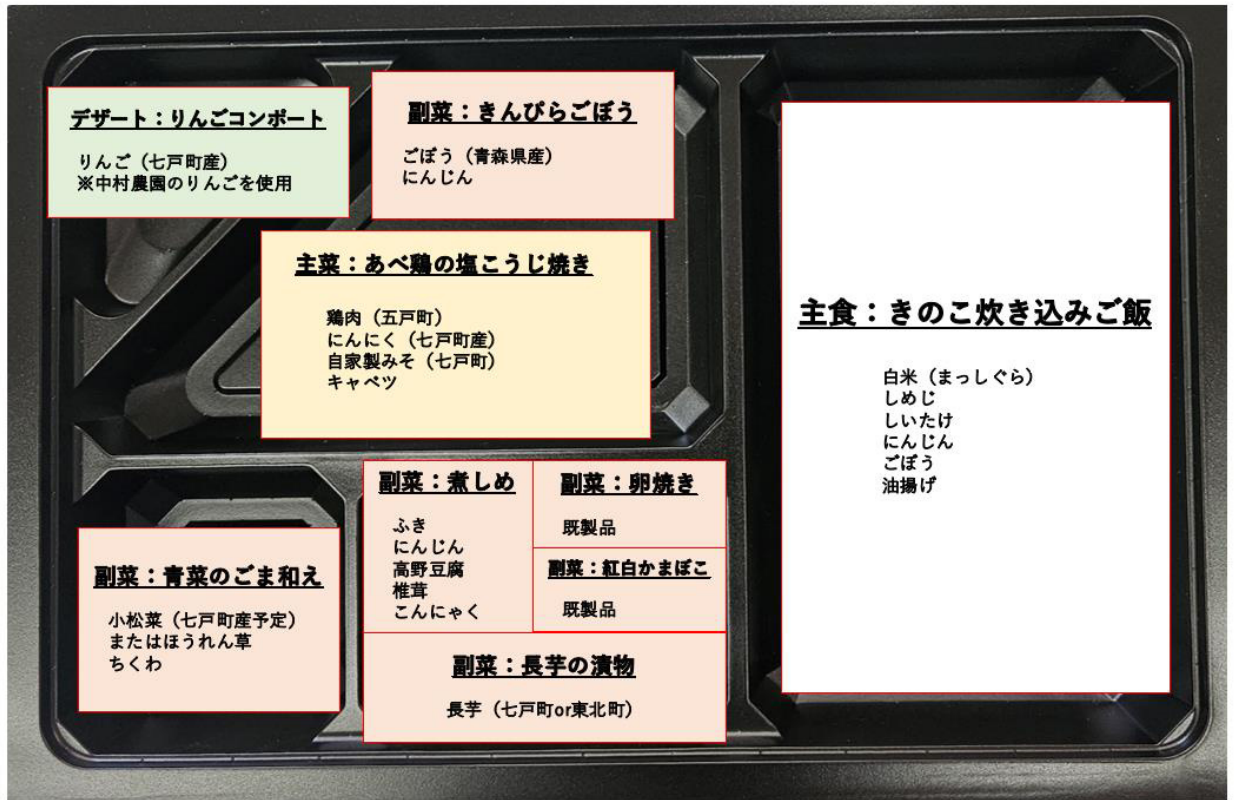 デザート：りんごコンポート
りんご（七戸町産）
※中村農園のりんごを使用
副菜：きんぴらごぼう
ごぼう（青森県産）
にんじん
主菜：あべ鶏の塩こうじ焼き
鶏肉（五戸町）
にんにく（七戸町産）
自家製みそ（七戸町）
キャベツ
主食：きのこ炊き込みご飯
白米（まっしぐら）
しめじ
しいたけ
にんじん
ごぼう
油揚げ
副菜：青菜のごま和え
小松菜（七戸町産予定）
またはほうれん草
ちくわ
副菜：煮しめ
ふき
にんじん
高野豆腐
椎茸
こんにゃく
副菜：卵焼き
既製品
副菜：紅白かまぼこ
既製品
副菜：長芋の漬物
長芋（七戸町or東北町）